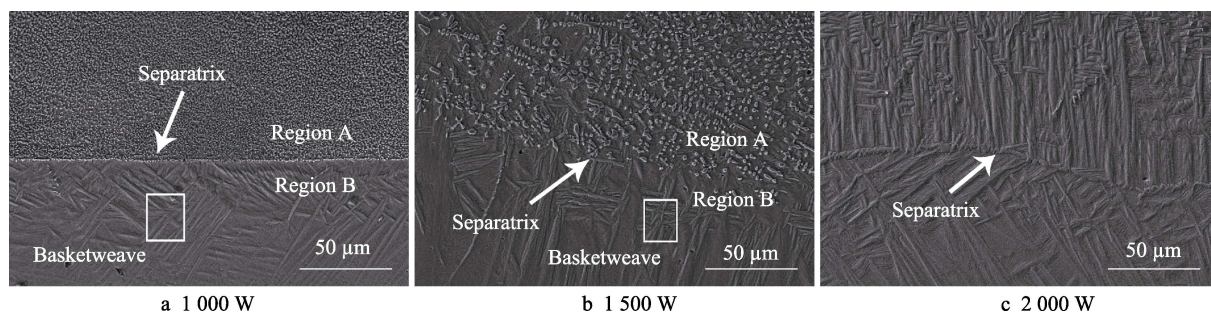 Separatrix
Region A
Region B
Basketweave
50 μm
a 1 000 W
Region A
Region B
Separatrix
Basketweave
50 μm
b 1 500 W
Separatrix
50 μm
c 2 000 W